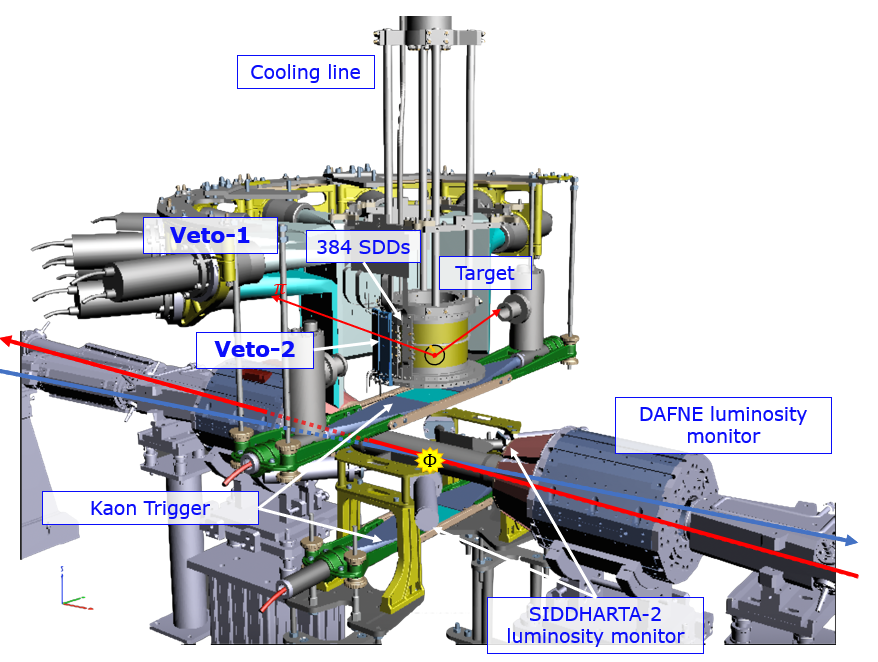 Cooling line
Veto-1
384 SDDs
Target
π
Veto-2
DAFNE luminosity
monitor
Φ
Kaon Trigger
SIDDHARTA-2
luminosity monitor